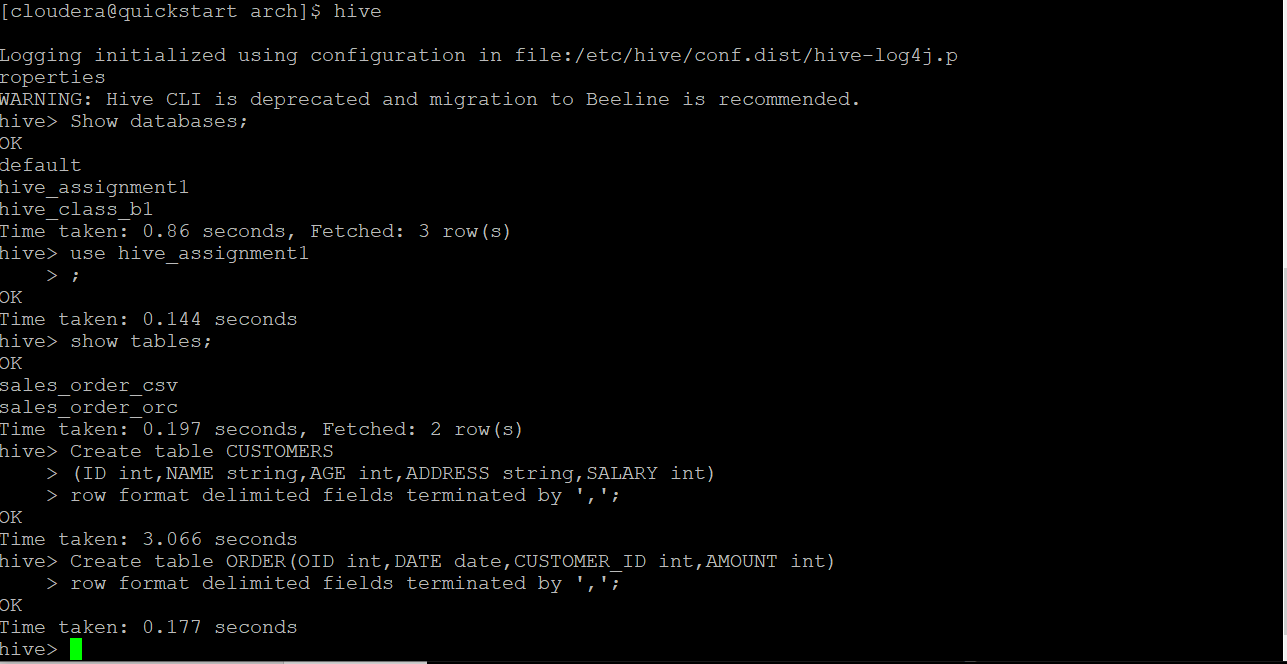 [cloudera@quickstart arch]$ hive
Logging initialized using configuration in file:/etc/hive/conf.dist/hive-log4j.p
roperties
WARNING: Hive CLI is deprecated and migration to Beeline is recommended.
hive> Show databases;
OK
default
hive_assignment1
hive_class_b1
Time taken: 0.86 seconds, Fetched: 3 row(s)
hive> use hive_assignment1
    > ;
OK
Time taken: 0.144 seconds
hive> show tables;
OK
sales_order_csv
sales_order_orc
Time taken: 0.197 seconds, Fetched: 2 row(s)
hive> Create table CUSTOMERS
    > (ID int,NAME string,AGE int,ADDRESS string,SALARY int)
    > row format delimited fields terminated by ',';
OK
Time taken: 3.066 seconds
hive> Create table ORDER(OID int,DATE date,CUSTOMER_ID int,AMOUNT int)
    > row format delimited fields terminated by ',';
OK
Time taken: 0.177 seconds
hive>